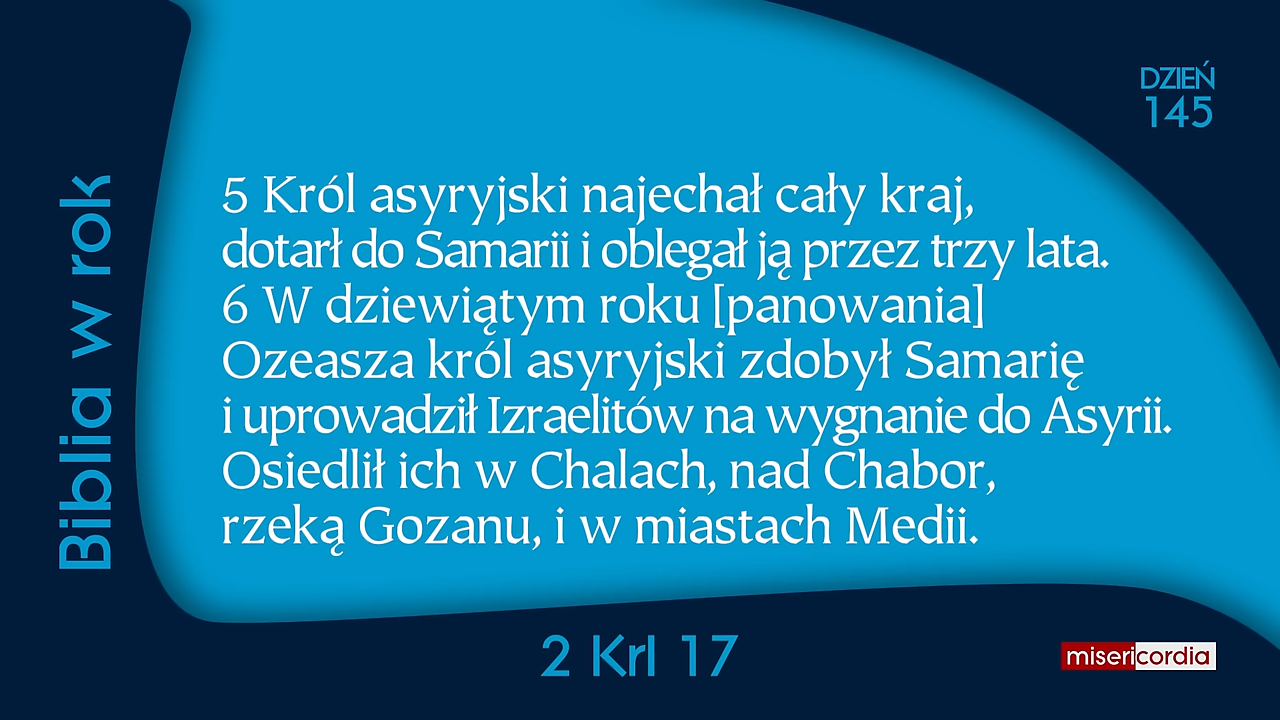 DZIEŃ
145
Biblia w rok
5 Król asyryjski najechał cały kraj,
dotarł do Samarii i oblegał ją przez trzy lata.
6 W dziewiątym roku [panowania]
Ozeasza król asyryjski zdobył Samarię
i uprowadził Izraelitów na wygnanie do Asyrii.
Osiedlił ich w Chalach, nad Chabor,
rzeką Gozanu, i w miastach Medii.
2 Krl 17
misericordia